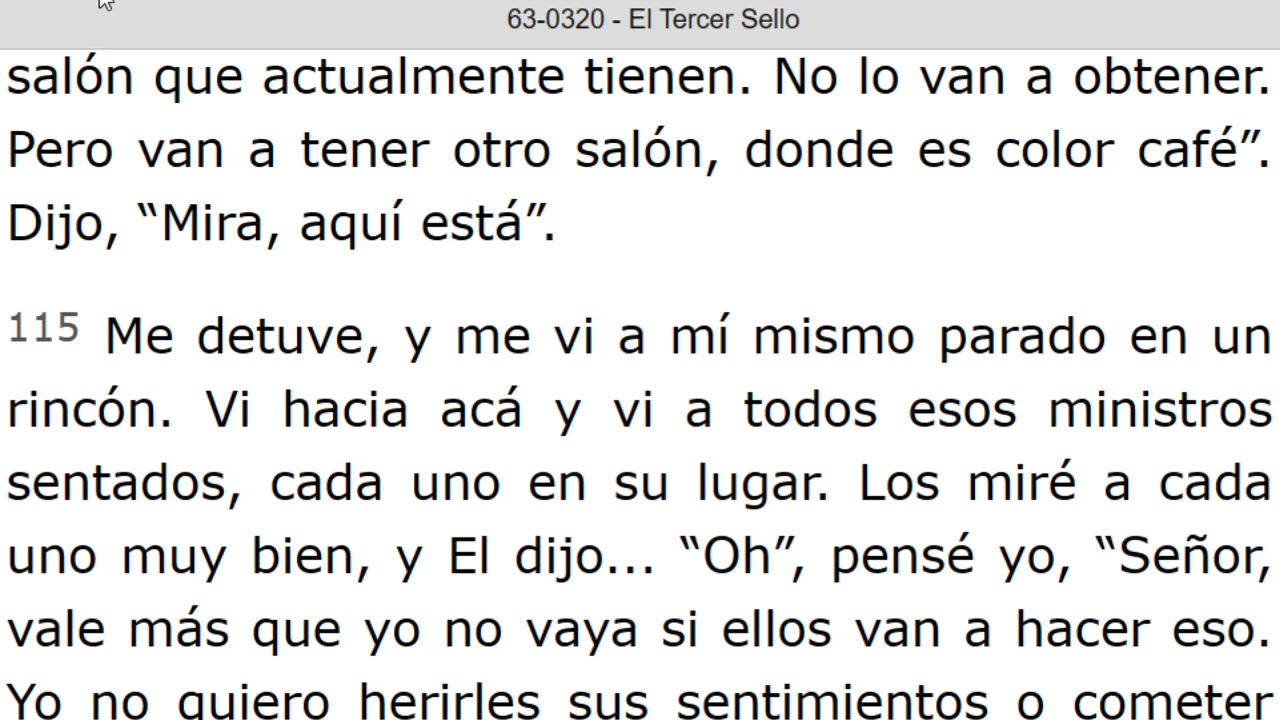 63-0320 - El Tercer Sello
salón que actualmente tienen. No lo van a obtener.
Pero van a tener otro salón, donde es color café”.
Dijo, “Mira, aquí está”.
115 Me detuve, y me vi a mí mismo parado en un
rincón. Vi hacia acá y vi a todos esos ministros
sentados, cada uno en su lugar. Los miré a cada
uno muy bien, y El dijo... “Oh”, pensé yo, “Señor,
vale más que yo no vaya si ellos van a hacer eso.
Yo no quiero herirles sus sentimientos o cometer